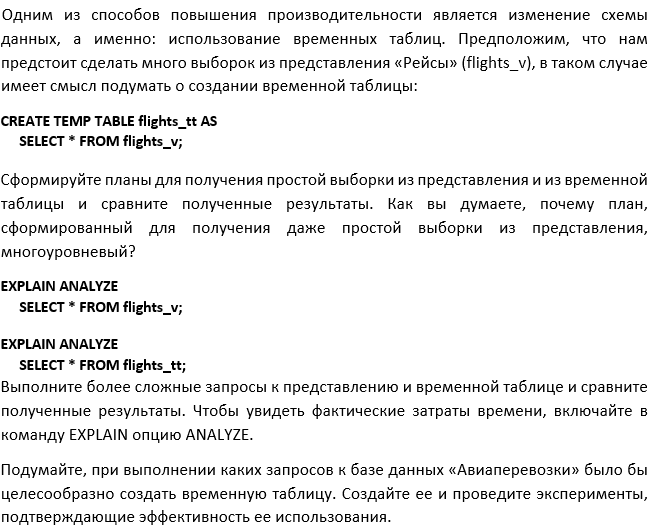 Одним из способов повышения производительности является изменение схемы
данных, а именно: использование временных таблиц. Предположим, что нам
предстоит сделать много выборок из представления «Рейсы» (flights_v), в таком случае
имеет смысл подумать о создании временной таблицы:
CREATE TEMP TABLE flights_tt AS
SELECT * FROM flights_v;
Сформируйте планы для получения простой выборки из представления и из временной
таблицы и сравните полученные результаты. Как вы думаете, почему план,
сформированный для получения даже простой выборки из представления,
многоуровневый?
EXPLAIN ANALYZE
SELECT * FROM flights_v;
EXPLAIN ANALYZE
SELECT * FROM flights_tt;
Выполните более сложные запросы к представлению и временной таблице и сравните
полученные результаты. Чтобы увидеть фактические затраты времени, включайте в
команду EXPLAIN опцию ANALYZE.
Подумайте, при выполнении каких запросов к базе данных «Авиаперевозки» было бы
целесообразно создать временную таблицу. Создайте ее и проведите эксперименты,
подтверждающие эффективность ее использования.